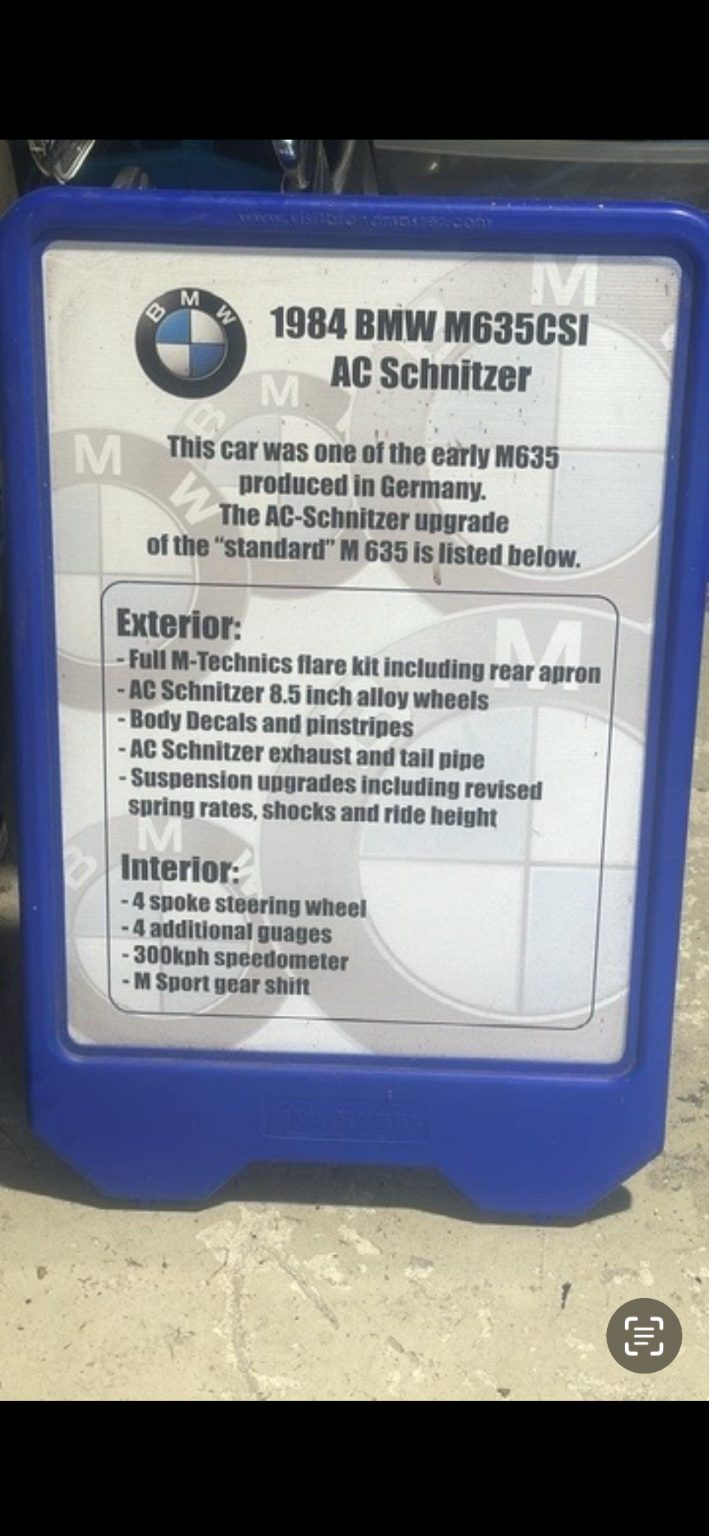 www.visitbrandmaster.com
BMW
1984 BMW M635CSI
AC Schnitzer
This car was one of the early M635
produced in Germany.
The AC-Schnitzer upgrade
of the “standard” M 635 is listed below.
Exterior:
- Full M-Technics flare kit including rear apron
- AC Schnitzer 8.5 inch alloy wheels
- Body Decals and pinstripes
- AC Schnitzer exhaust and tail pipe
- Suspension upgrades including revised
spring rates, shocks and ride height
Interior:
- 4 spoke steering wheel
- 4 additional guages
- 300kph speedometer
- M Sport gear shift